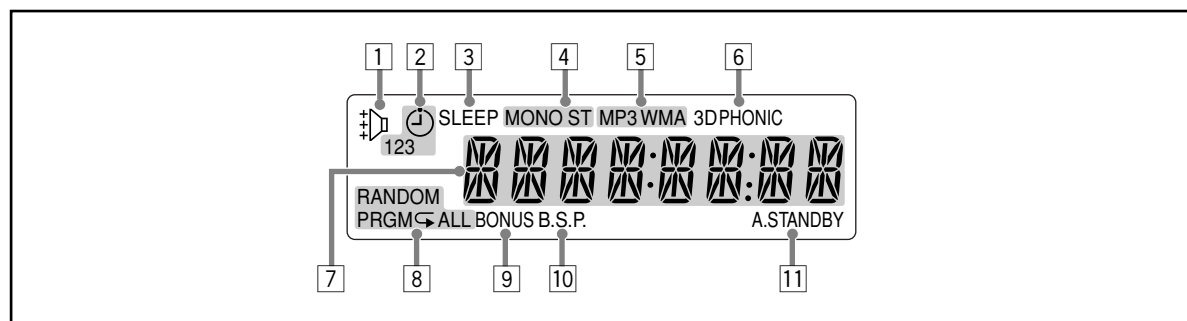 1 2 3 4 5 6
SLEEP MONO ST MP3 WMA 3D PHONIC
123
RANDOM
PRGM ALL BONUS B.S.P. A.STANDBY
7 8 9 10 11